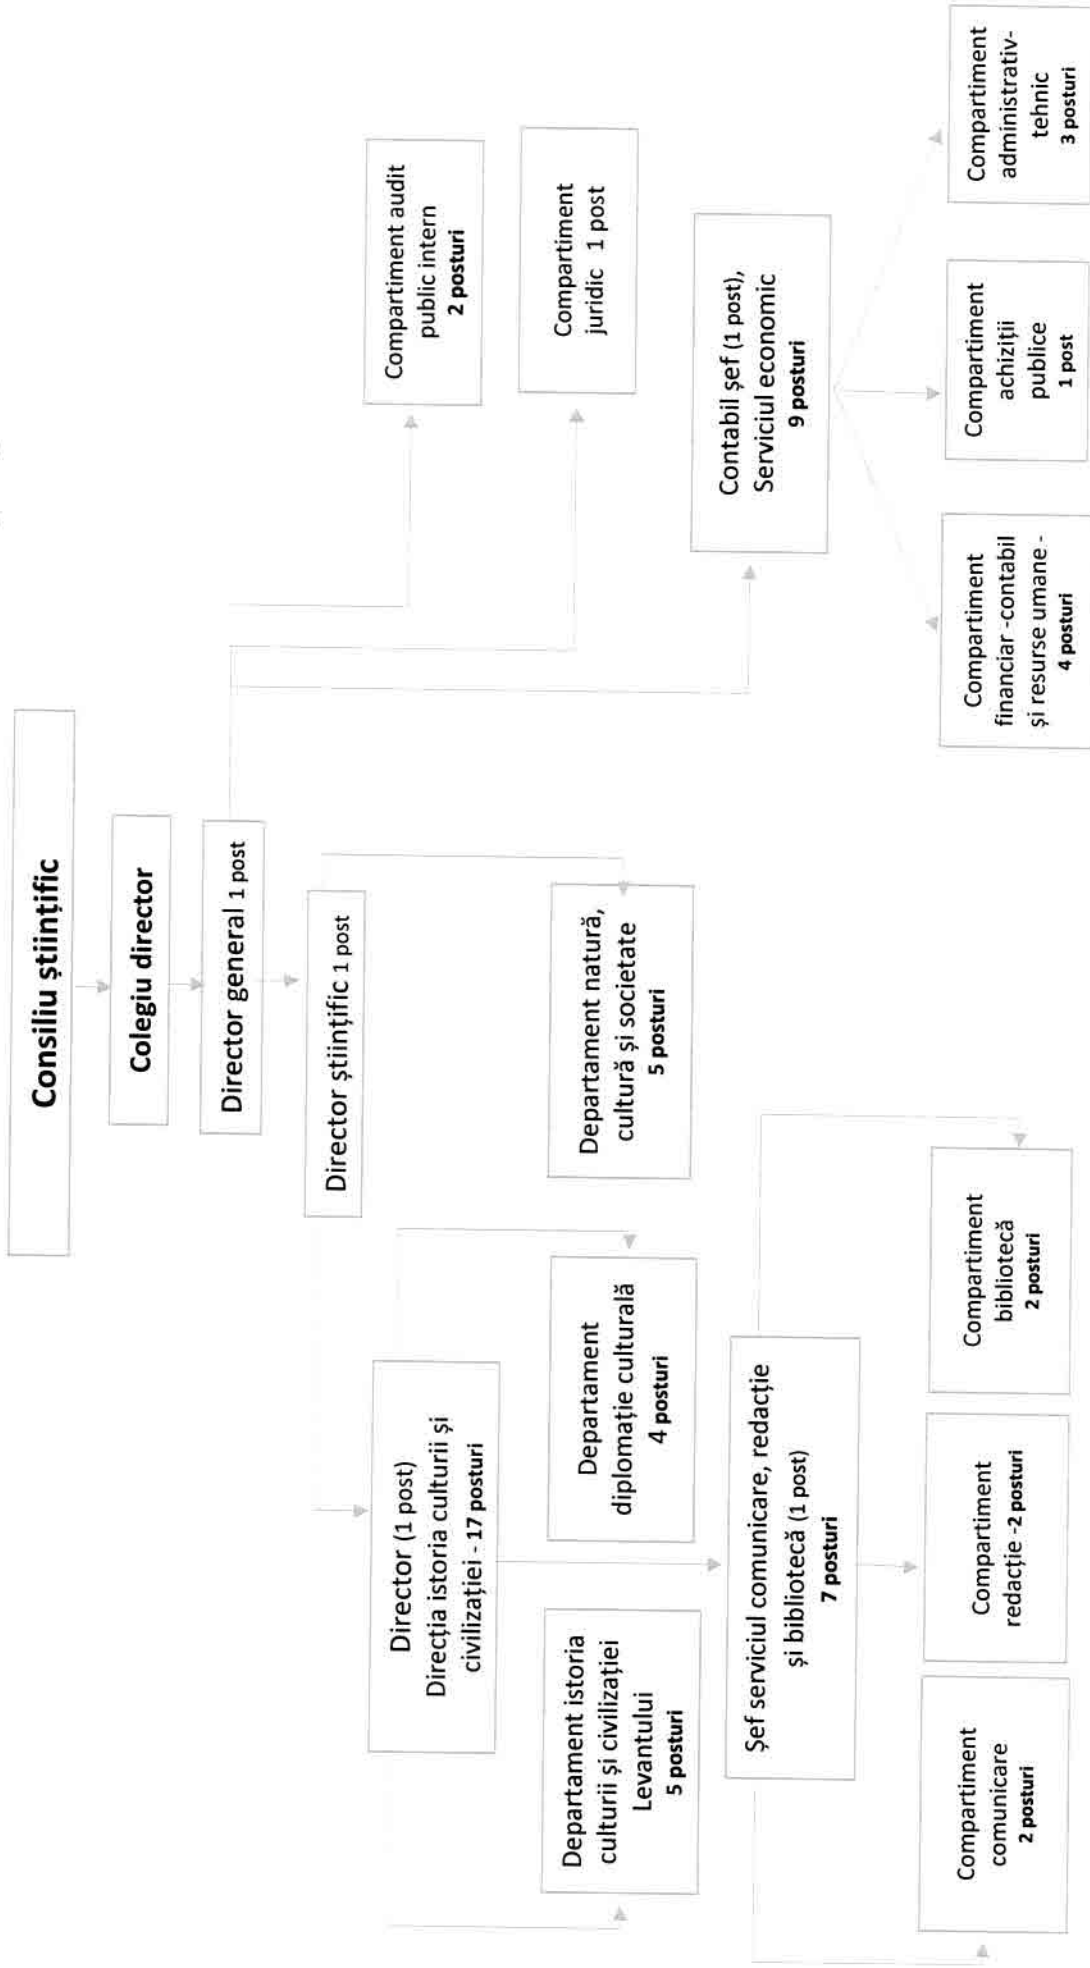 Consiliu științific
Colegiu director
Director general 1 post
Director științific 1 post
Compartiment audit
public intern
2 posturi
Compartiment
juridic 1 post
Contabil șef (1 post),
Serviciul economic
9 posturi
Compartiment
financiar -contabil
și resurse umane -
4 posturi
Compartiment
achiziții
publice
1 post
Compartiment
administrativ-
tehnic
3 posturi
Director (1 post)
Direcția istoria culturii și
civilizației - 17 posturi
Departament natură,
cultură și societate
5 posturi
Departament istoria
culturii și civilizației
Levantului
5 posturi
Departament
diplomație culturală
4 posturi
Șef serviciul comunicare, redacție
și bibliotecă (1 post)
7 posturi
Compartiment
comunicare
2 posturi
Compartiment
redacție -2 posturi
Compartiment
bibliotecă
2 posturi